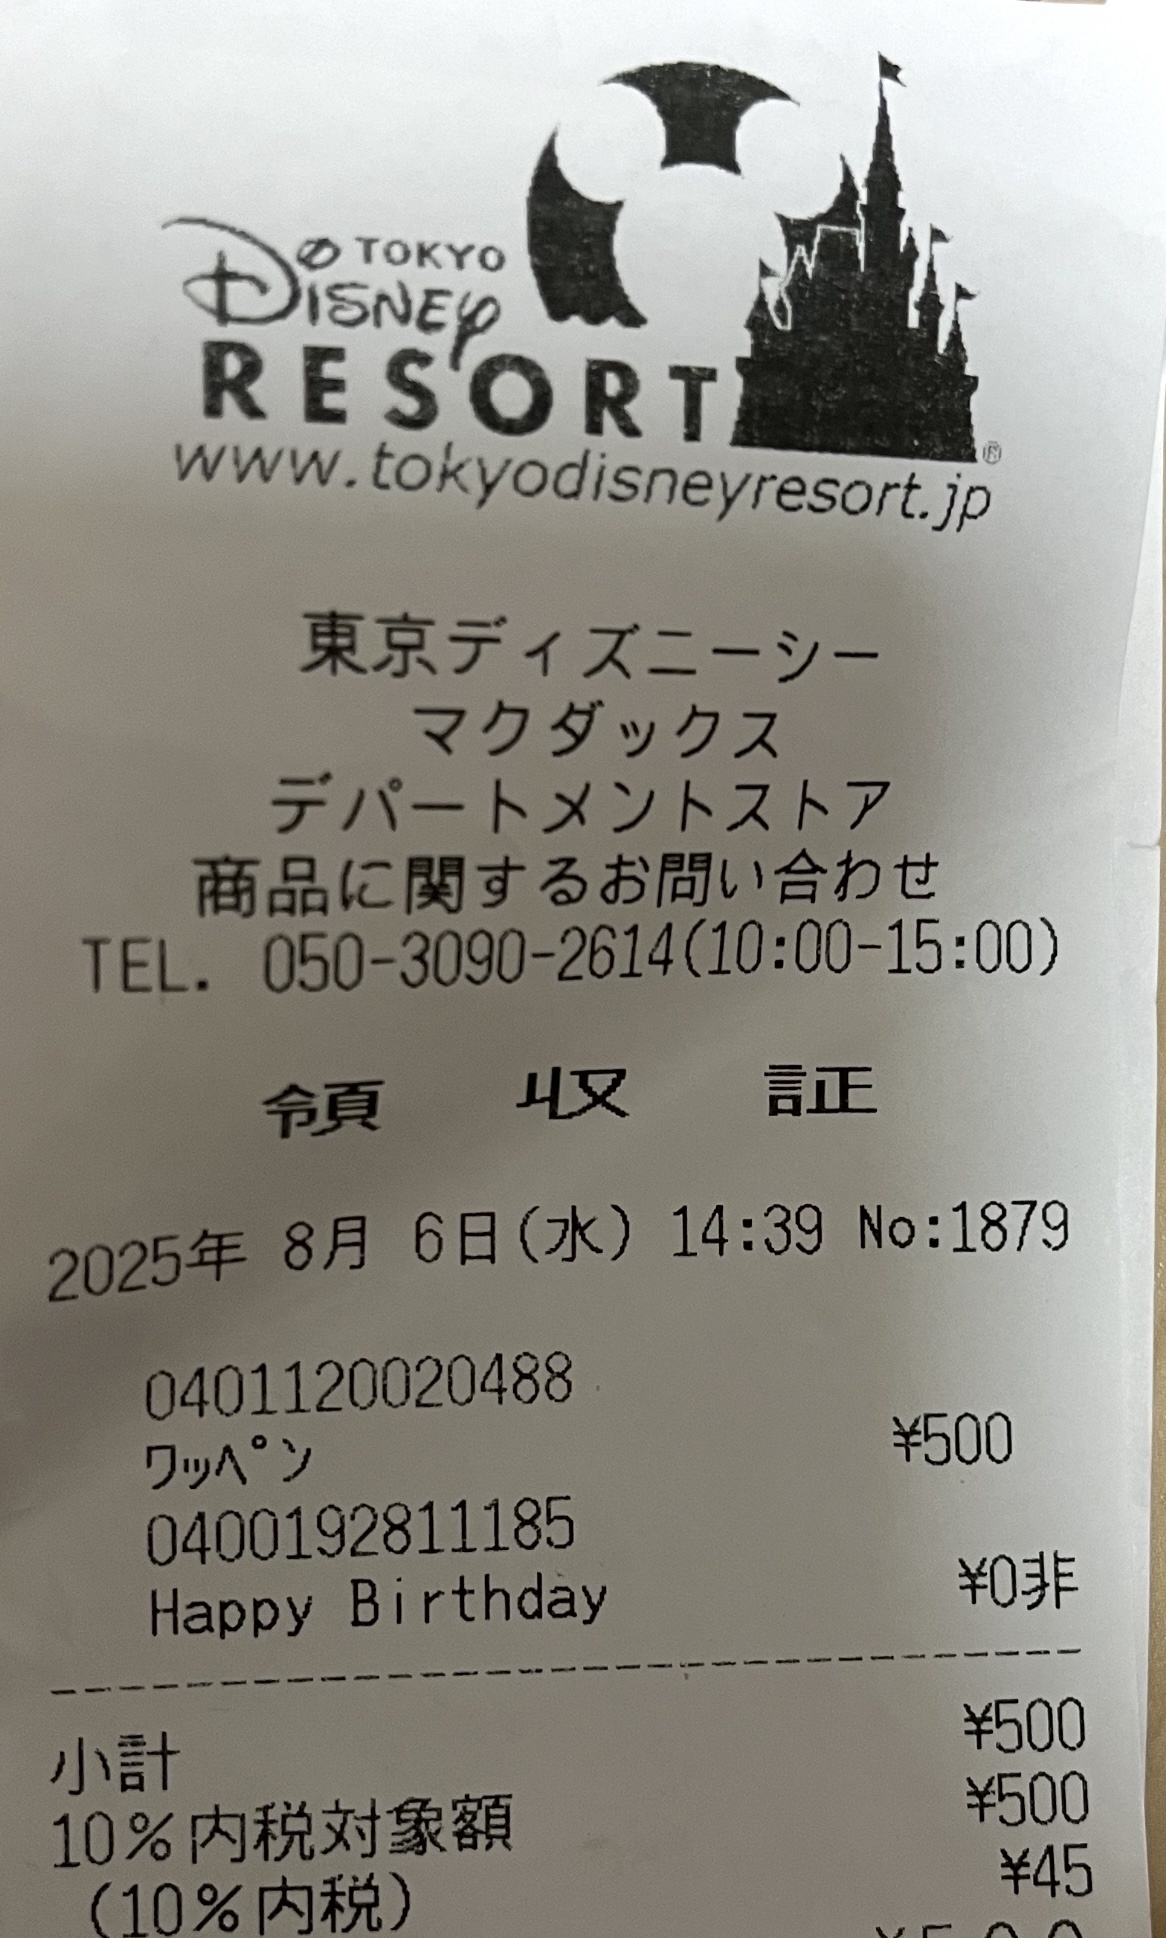 TOKYO
Disney
RESORT®
www.tokyodisneyresort.jp
東京ディズニーシー
マクダックス
デパートメントストア
商品に関するお問い合わせ
TEL. 050-3090-2614(10:00-15:00)
領 収 証
2025年 8月 6日(水) 14:39 No:1879
0401120020488
ワッペン ¥500
0400192811185
Happy Birthday ¥0非
小計 ¥500
10%内税対象額 ¥500
(10%内税) ¥45